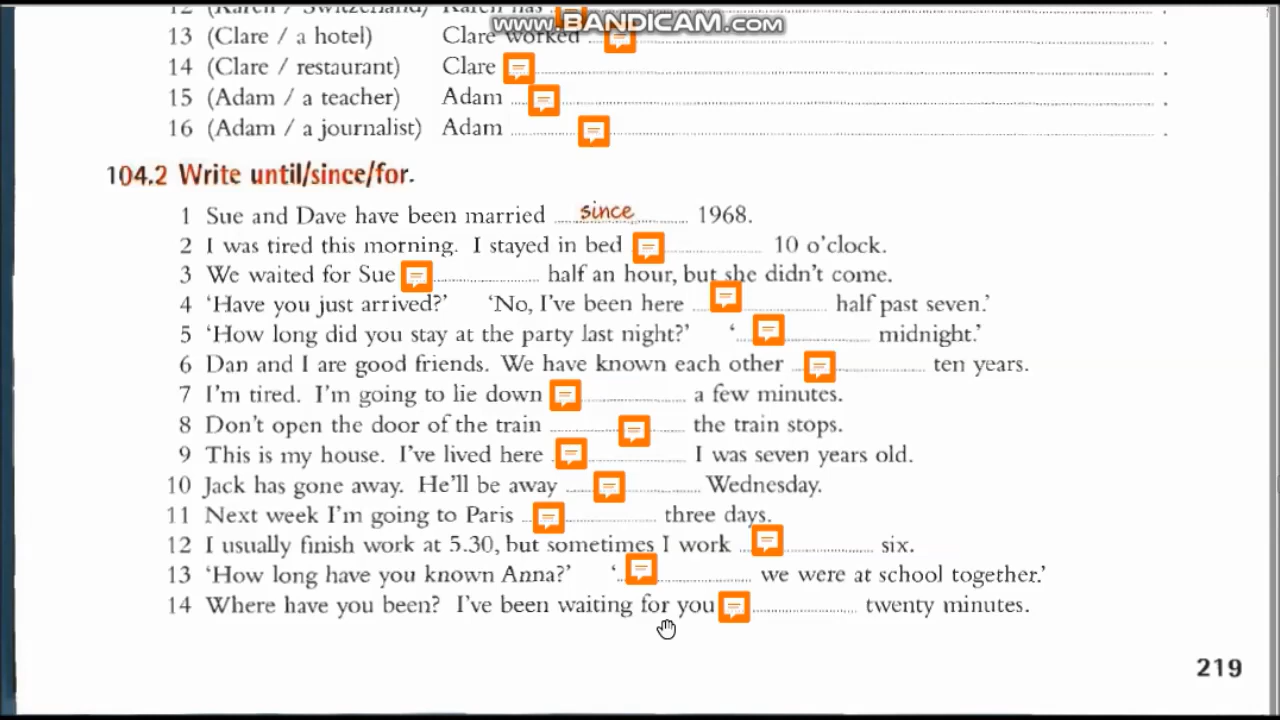 www.BANDICAM.com
12 (Karen / Switzerland) Karen has
13 (Clare / a hotel) Clare worked .
14 (Clare / restaurant) Clare .
15 (Adam / a teacher) Adam .
16 (Adam / a journalist) Adam .
104.2 Write until/since/for.
1 Sue and Dave have been married since 1968.
2 I was tired this morning. I stayed in bed 10 o'clock.
3 We waited for Sue half an hour, but she didn't come.
4 'Have you just arrived?' 'No, I've been here half past seven.'
5 'How long did you stay at the party last night?' ' midnight.'
6 Dan and I are good friends. We have known each other ten years.
7 I'm tired. I'm going to lie down a few minutes.
8 Don't open the door of the train the train stops.
9 This is my house. I've lived here I was seven years old.
10 Jack has gone away. He'll be away Wednesday.
11 Next week I'm going to Paris three days.
12 I usually finish work at 5.30, but sometimes I work six.
13 'How long have you known Anna?' ' we were at school together.'
14 Where have you been? I've been waiting for you twenty minutes.
219